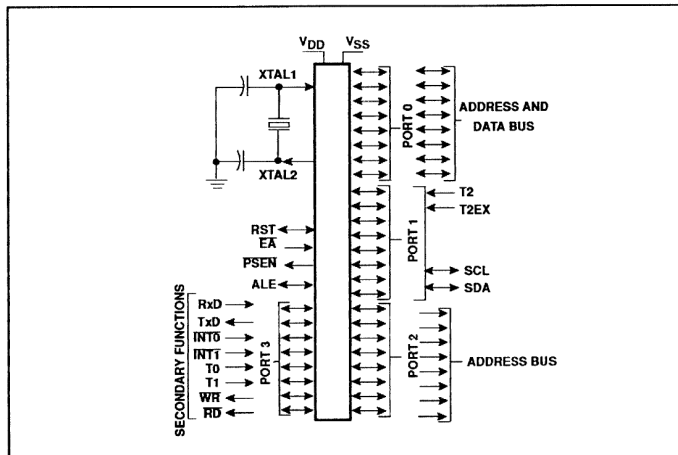 VDD VSS
XTAL1
XTAL2
PORT 0
ADDRESS AND
DATA BUS
T2
T2EX
PORT 1
SCL
SDA
RST
EA
PSEN
ALE
SECONDARY FUNCTIONS
RxD
TxD
INT0
INT1
T0
T1
WR
RD
PORT 3
PORT 2
ADDRESS BUS